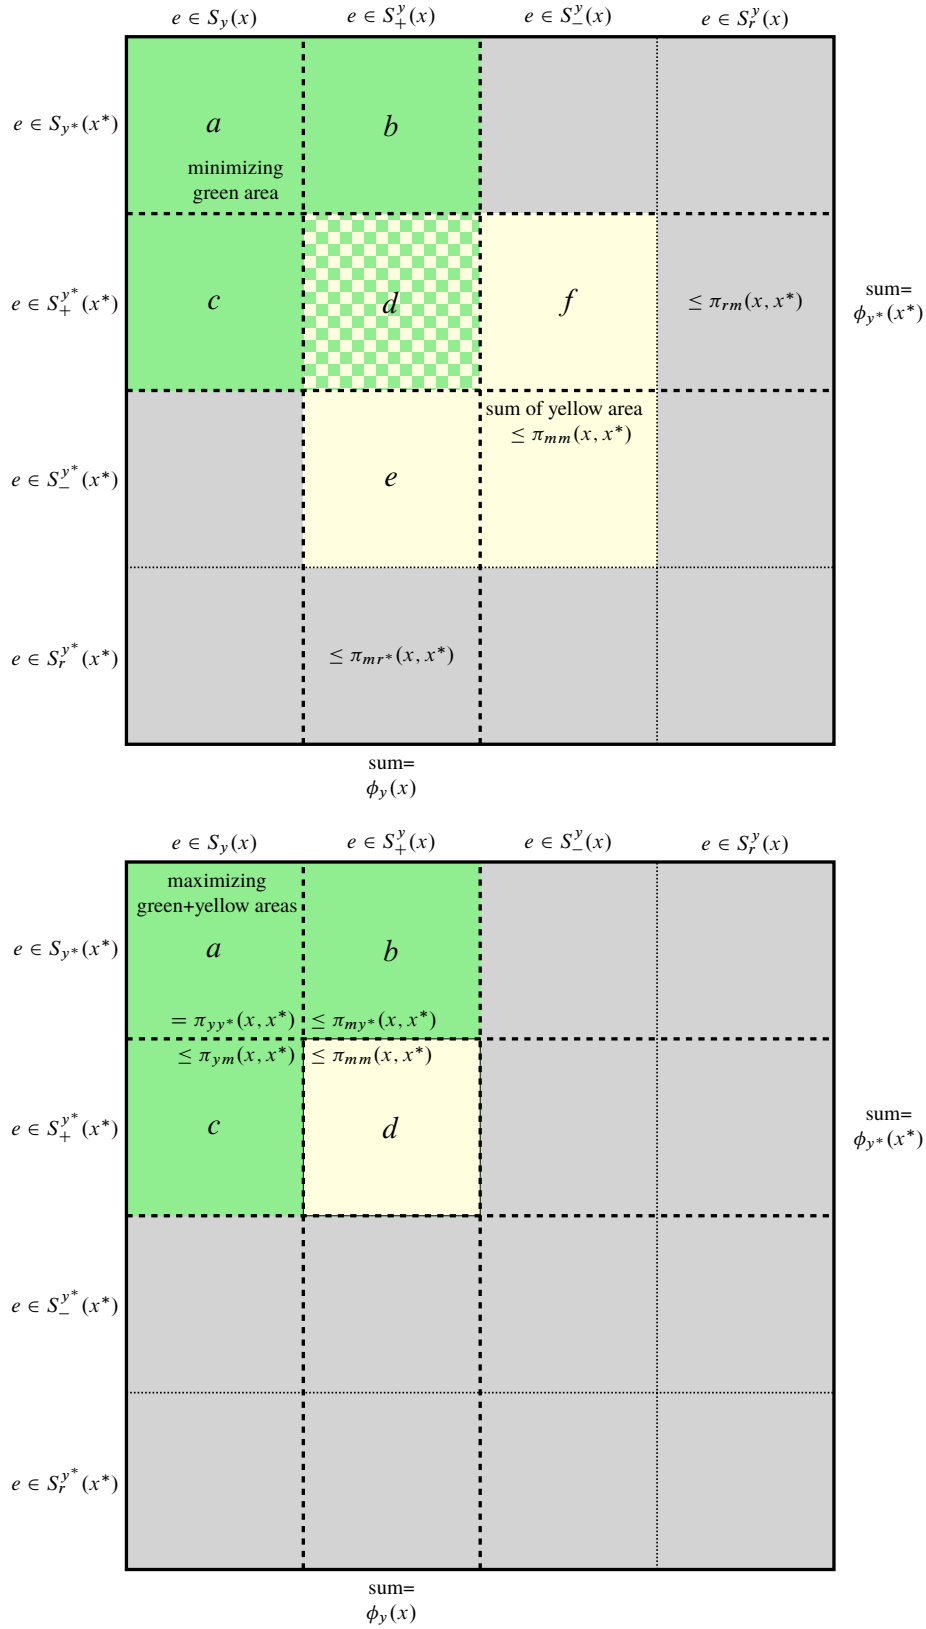 e ∈ S_y(x) e ∈ S_+^y(x) e ∈ S_−^y(x) e ∈ S_r^y(x)
e ∈ S_{y*}(x*) a b
minimizing
green area
e ∈ S_+^{y*}(x*) c d f ≤ π_{rm}(x, x*) sum=
ϕ_{y*}(x*)
sum of yellow area
≤ π_{mm}(x, x*)
e ∈ S_−^{y*}(x*) e
e ∈ S_r^{y*}(x*) ≤ π_{mr*}(x, x*)
sum=
ϕ_y(x)
e ∈ S_y(x) e ∈ S_+^y(x) e ∈ S_−^y(x) e ∈ S_r^y(x)
maximizing
green+yellow areas
e ∈ S_{y*}(x*) a b
= π_{yy*}(x, x*) ≤ π_{my*}(x, x*)
≤ π_{ym}(x, x*) ≤ π_{mm}(x, x*)
e ∈ S_+^{y*}(x*) c d sum=
ϕ_{y*}(x*)
e ∈ S_−^{y*}(x*)
e ∈ S_r^{y*}(x*)
sum=
ϕ_y(x)